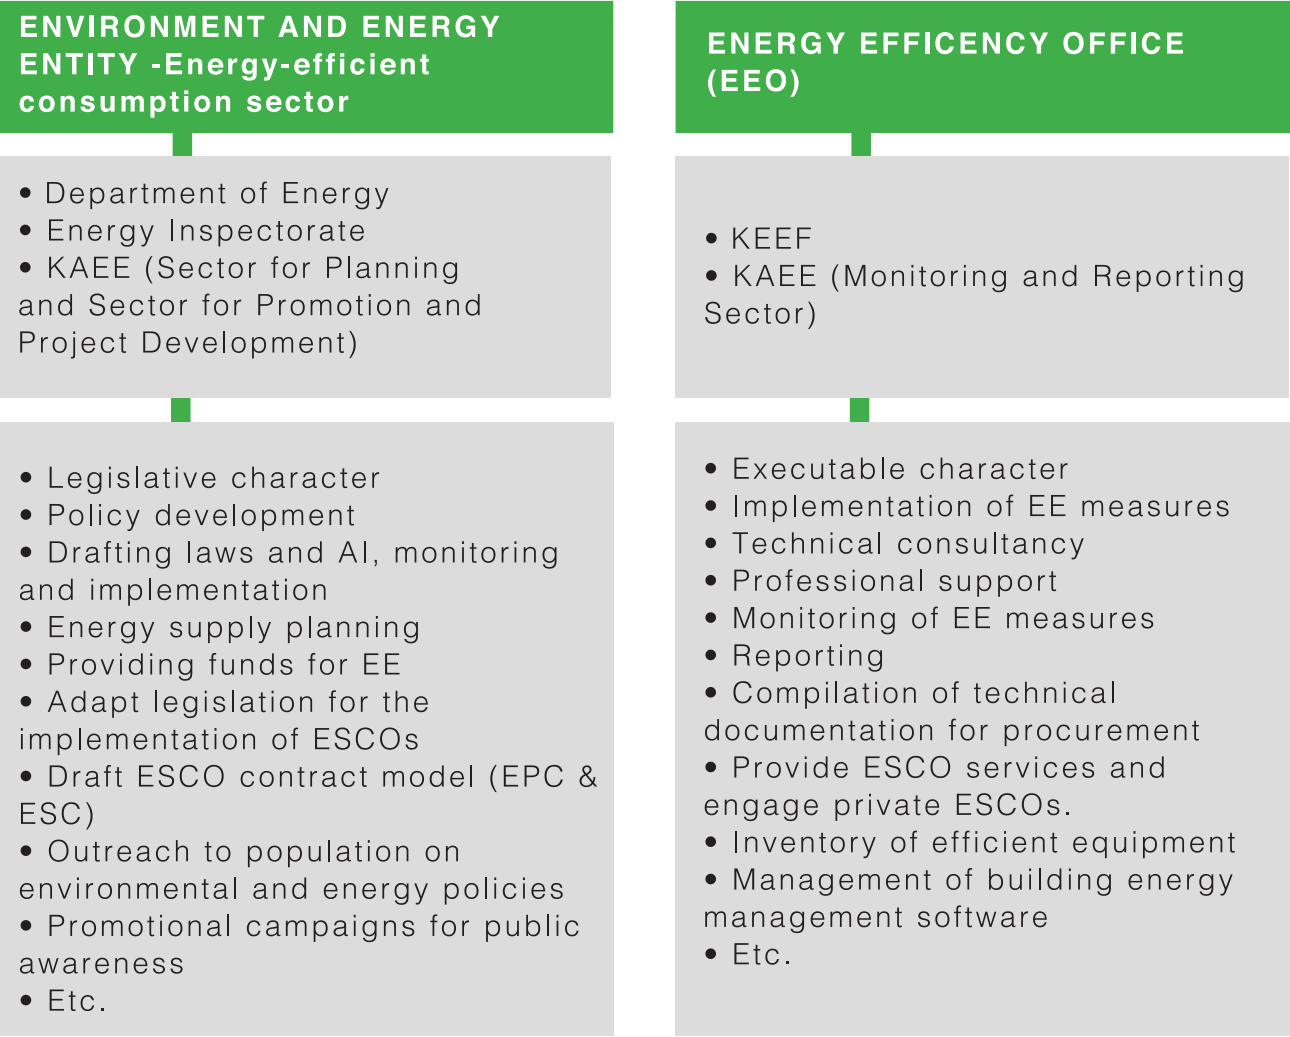 ENVIRONMENT AND ENERGY
ENTITY -Energy-efficient
consumption sector
• Department of Energy
• Energy Inspectorate
• KAEE (Sector for Planning
and Sector for Promotion and
Project Development)
• Legislative character
• Policy development
• Drafting laws and AI, monitoring
and implementation
• Energy supply planning
• Providing funds for EE
• Adapt legislation for the
implementation of ESCOs
• Draft ESCO contract model (EPC &
ESC)
• Outreach to population on
environmental and energy policies
• Promotional campaigns for public
awareness
• Etc.
ENERGY EFFICENCY OFFICE
(EEO)
• KEEF
• KAEE (Monitoring and Reporting
Sector)
• Executable character
• Implementation of EE measures
• Technical consultancy
• Professional support
• Monitoring of EE measures
• Reporting
• Compilation of technical
documentation for procurement
• Provide ESCO services and
engage private ESCOs.
• Inventory of efficient equipment
• Management of building energy
management software
• Etc.